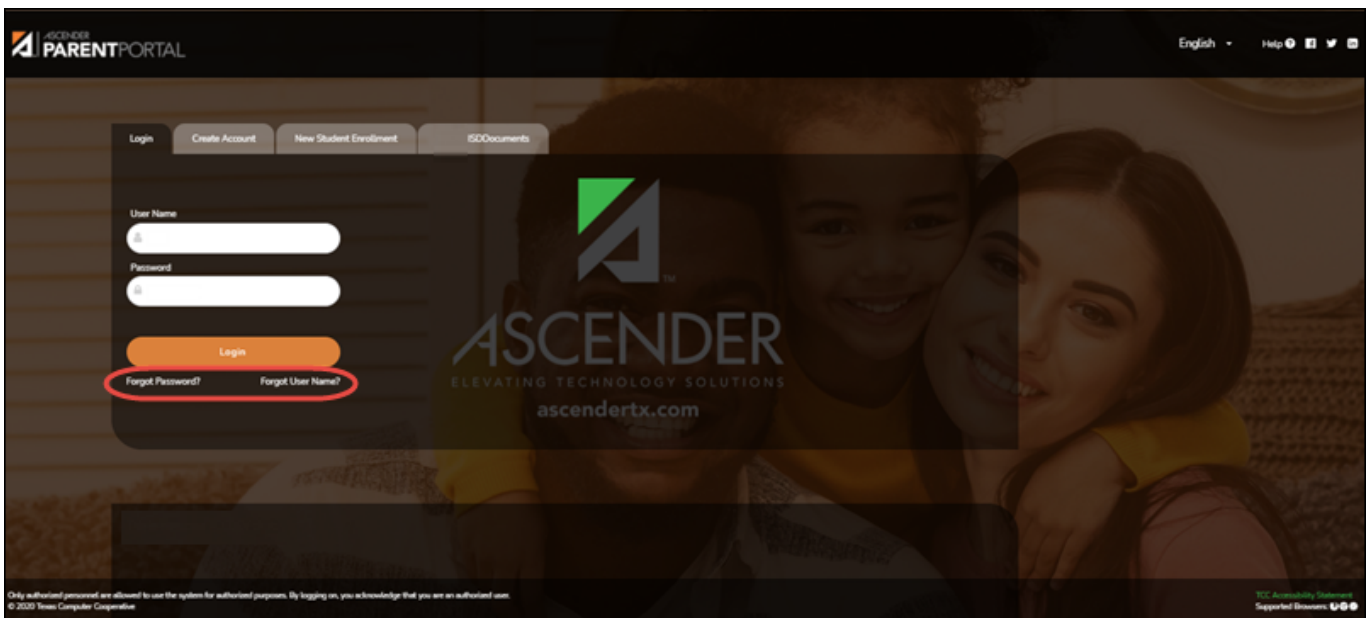 ASCENDER
PARENTPORTAL
English
Help
Login
Create Account
New Student Enrollment
ISDDocuments
User Name
Password
Login
Forgot Password?
Forgot User Name?
TM
ASCENDER
ELEVATING TECHNOLOGY SOLUTIONS
ascendertx.com
Only authorized personnel are allowed to use the system for authorized purposes. By logging on, you acknowledge that you are an authorized user.
© 2020 Texas Computer Cooperative
TCC Accessibility Statement
Supported Browsers: